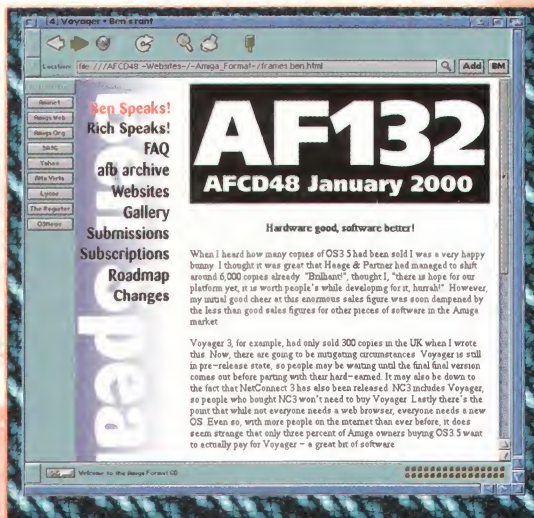 [4] Voyager • Ben's rant
Location file:///AFCD48-Websites-/-Amiga_Format-/frames.ben.html Add BM
Aminet
Amiga Web
Amiga Org
Yahoo
Alta Vista
Lycos
The Register
Ben Speaks!
Rich Speaks!
FAQ
afb archive
Websites
Gallery
Submissions
Subscriptions
Roadmap
Changes
AF132
AFCD48 January 2000
Hardware good, software better!
When I heard how many copies of OS3 5 had been sold I was a very happy
bunny. I thought it was great that Haage & Partner had managed to shift
around 6,000 copies already "Brilliant!", thought I, "there is hope for our
platform yet, it is worth people's while developing for it, hurrah!" However,
my initial good cheer at this enormous sales figure was soon dampened by
the less than good sales figures for other pieces of software in the Amiga
market
Voyager 3, for example, had only sold 300 copies in the UK when I wrote
this Now, there are going to be mitigating circumstances Voyager is still
in pre-release state, so people may be waiting until the final final version
comes out before parting with their hard-earned. It may also be down to
the fact that NetConnect 3 has also been released NC3 includes Voyager,
so people who bought NC3 won't need to buy Voyager Lastly there's the
point that while not everyone needs a web browser, everyone needs a new
OS Even so, with more people on the internet than ever before, it does
seem strange that only three percent of Amiga owners buying OS3 5 want
to actually pay for Voyager – a great bit of software
Welcome to the Amiga Format CD